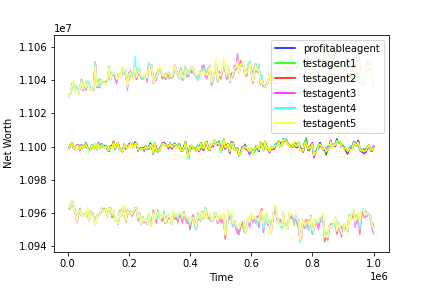 1e7
1.106
1.104
1.102
1.100
1.098
1.096
1.094
Net Worth
profitableagent
testagent1
testagent2
testagent3
testagent4
testagent5
0.0 0.2 0.4 0.6 0.8 1.0
Time
1e6